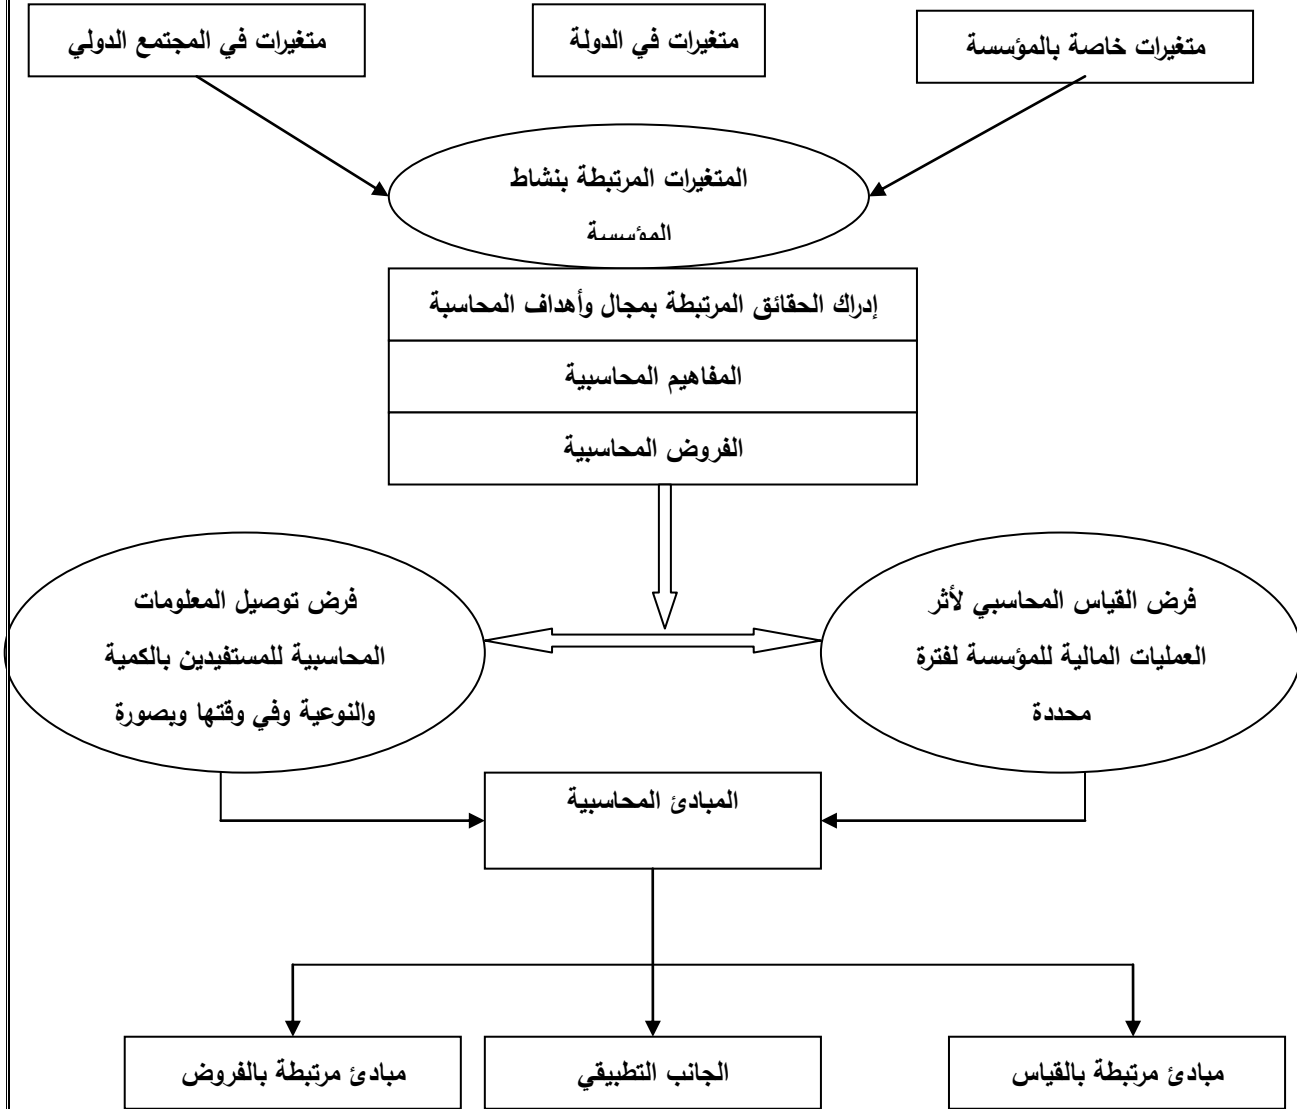 متغيرات خاصة بالمؤسسة
متغيرات في الدولة
متغيرات في المجتمع الدولي
المتغيرات المرتبطة بنشاط
المؤسسة
إدراك الحقائق المرتبطة بمجال وأهداف المحاسبة
المفاهيم المحاسبية
الفروض المحاسبية
فرض القياس المحاسبي لأثر
العمليات المالية للمؤسسة لفترة
محددة
فرض توصيل المعلومات
المحاسبية للمستفيدين بالكمية
والنوعية وفي وقتها وبصورة
المبادئ المحاسبية
مبادئ مرتبطة بالقياس
الجانب التطبيقي
مبادئ مرتبطة بالفروض